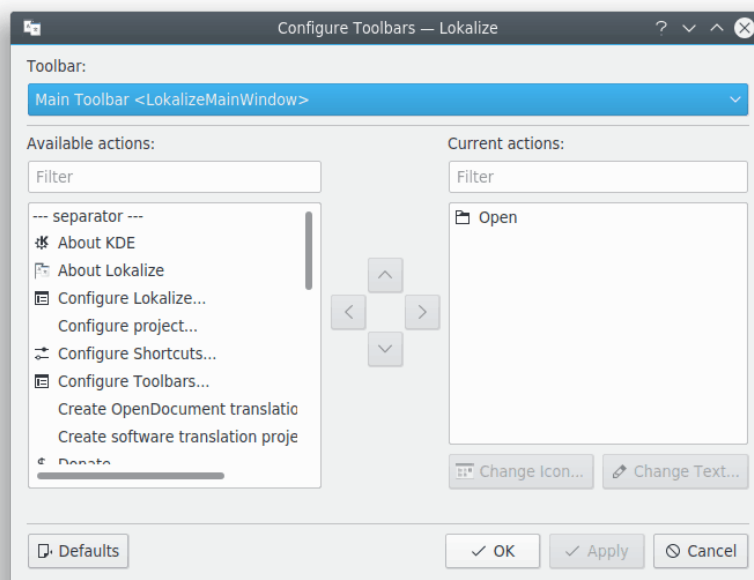 Configure Toolbars — Lokalize
Toolbar:
Main Toolbar <LokalizeMainWindow>
Available actions:
Filter
--- separator ---
About KDE
About Lokalize
Configure Lokalize...
Configure project...
Configure Shortcuts...
Configure Toolbars...
Create OpenDocument translatio
Create software translation proje
Donate
Current actions:
Filter
Open
Change Icon...
Change Text...
Defaults
OK
Apply
Cancel